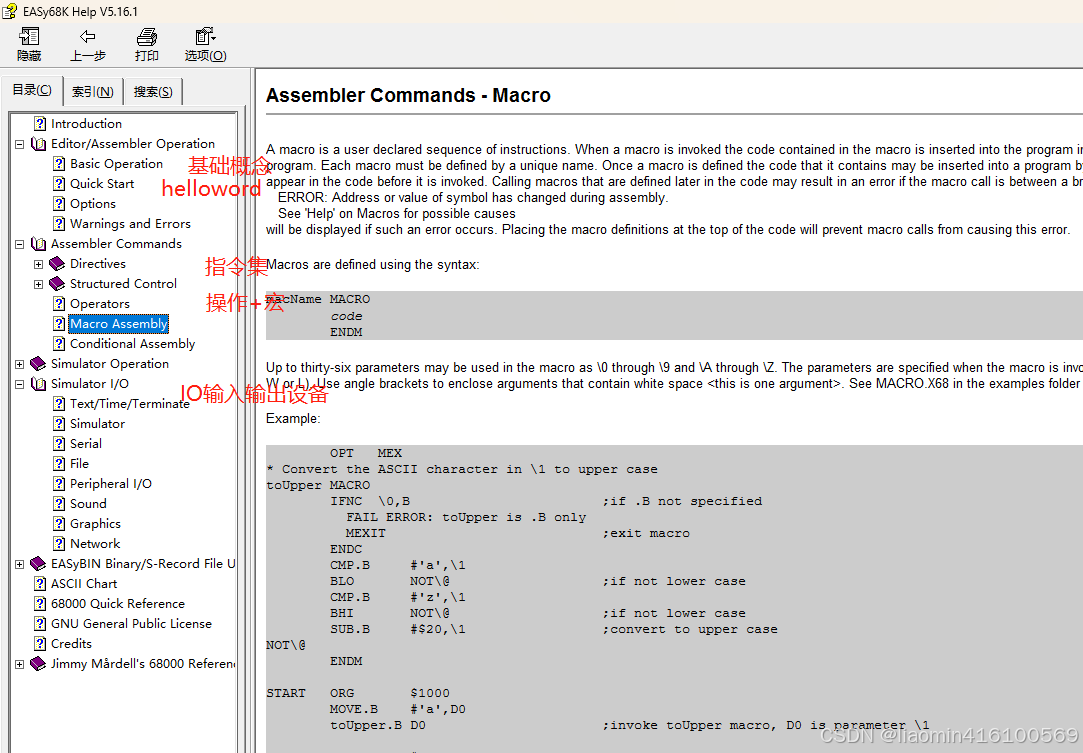 EASy68K Help V5.16.1
隐藏 上一步 打印 选项(O)
目录(C) 索引(N) 搜索(S)
Introduction
Editor/Assembler Operation
Basic Operation
基础概念
Quick Start
helloword
Options
Warnings and Errors
Assembler Commands
Directives
指令集
Structured Control
Operators
操作+宏
Macro Assembly
Conditional Assembly
Simulator Operation
Simulator I/O
IO输入输出设备
Text/Time/Terminate
Simulator
Serial
File
Peripheral I/O
Sound
Graphics
Network
EASyBIN Binary/S-Record File U
ASCII Chart
68000 Quick Reference
GNU General Public License
Credits
Jimmy Mårdell's 68000 Referen
Assembler Commands - Macro
A macro is a user declared sequence of instructions. When a macro is invoked the code contained in the macro is inserted into the program i
program. Each macro must be defined by a unique name. Once a macro is defined the code that it contains may be inserted into a program b
appear in the code before it is invoked. Calling macros that are defined later in the code may result in an error if the macro call is between a br
ERROR: Address or value of symbol has changed during assembly.
See 'Help' on Macros for possible causes
will be displayed if such an error occurs. Placing the macro definitions at the top of the code will prevent macro calls from causing this error.
Macros are defined using the syntax:
macName MACRO
code
ENDM
Up to thirty-six parameters may be used in the macro as \0 through \9 and \A through \Z. The parameters are specified when the macro is invo
W or L). Use angle brackets to enclose arguments that contain white space <this is one argument>. See MACRO.X68 in the examples folder
Example:
OPT MEX
* Convert the ASCII character in \1 to upper case
toUpper MACRO
IFNC \0,B ;if .B not specified
FAIL ERROR: toUpper is .B only
MEXIT ;exit macro
ENDC
CMP.B #'a',\1
BLO NOT\@ ;if not lower case
CMP.B #'z',\1
BHI NOT\@ ;if not lower case
SUB.B #$20,\1 ;convert to upper case
NOT\@
ENDM
START ORG $1000
MOVE.B #'a',D0
toUpper.B D0 ;invoke toUpper macro, D0 is parameter \1
CSDN @liaomin416100569